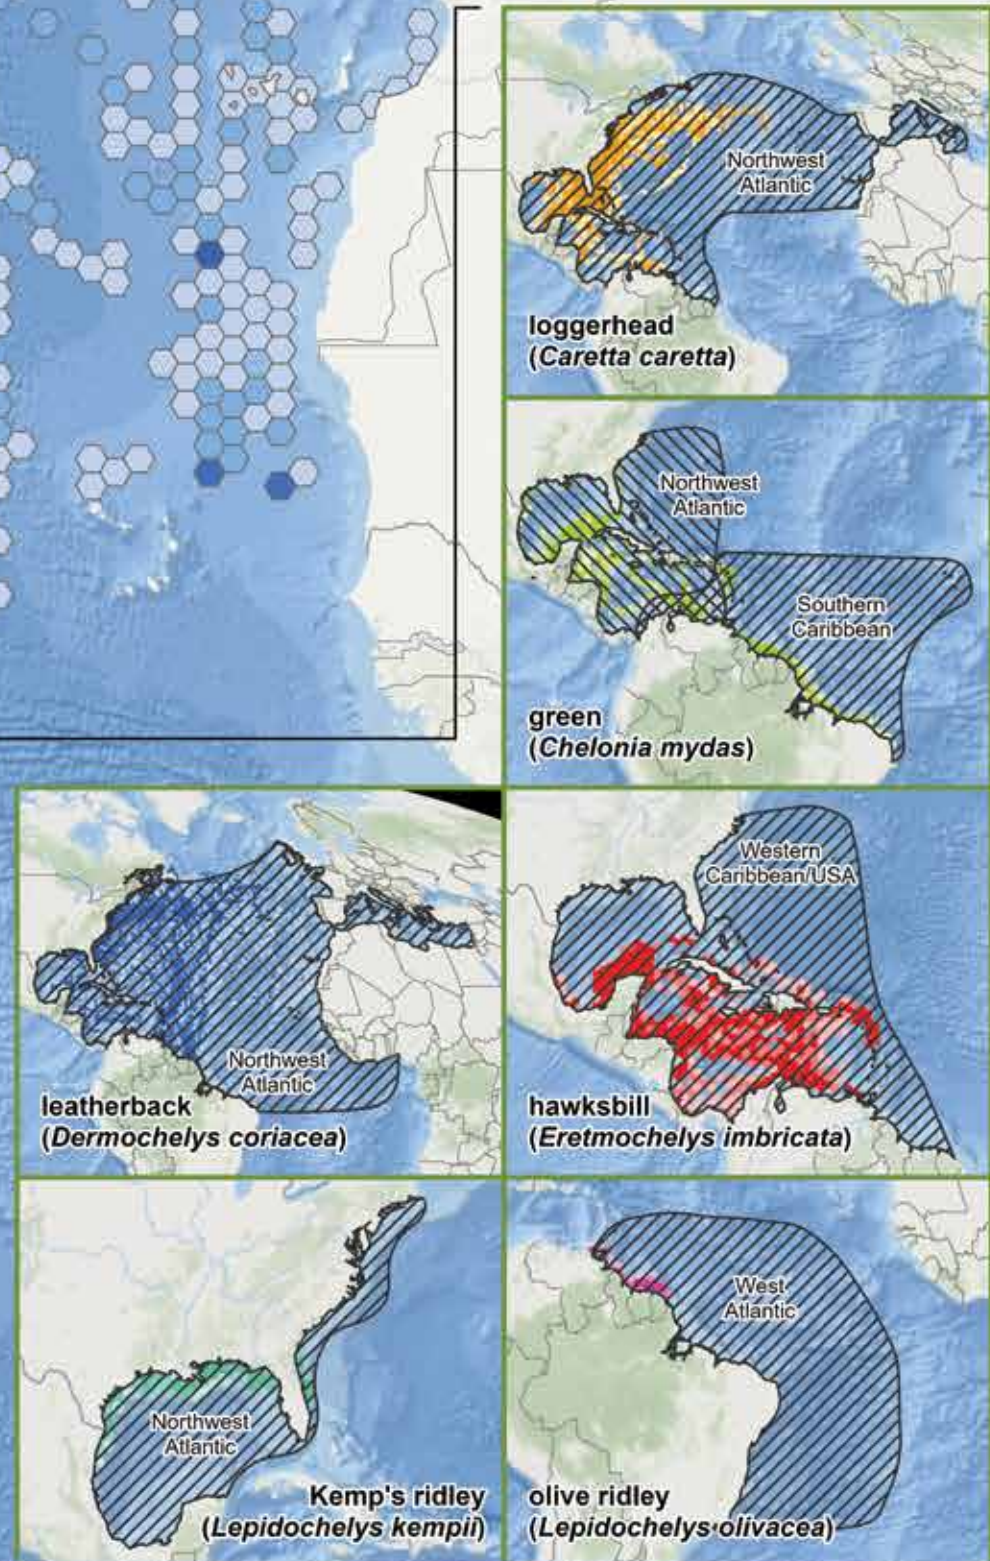 Northwest
Atlantic
loggerhead
(Caretta caretta)
Northwest
Atlantic
Southern
Caribbean
green
(Chelonia mydas)
Northwest
Atlantic
leatherback
(Dermochelys coriacea)
Western
Caribbean/USA
hawksbill
(Eretmochelys imbricata)
Northwest
Atlantic
Kemp's ridley
(Lepidochelys kempii)
West
Atlantic
olive ridley
(Lepidochelys olivacea)